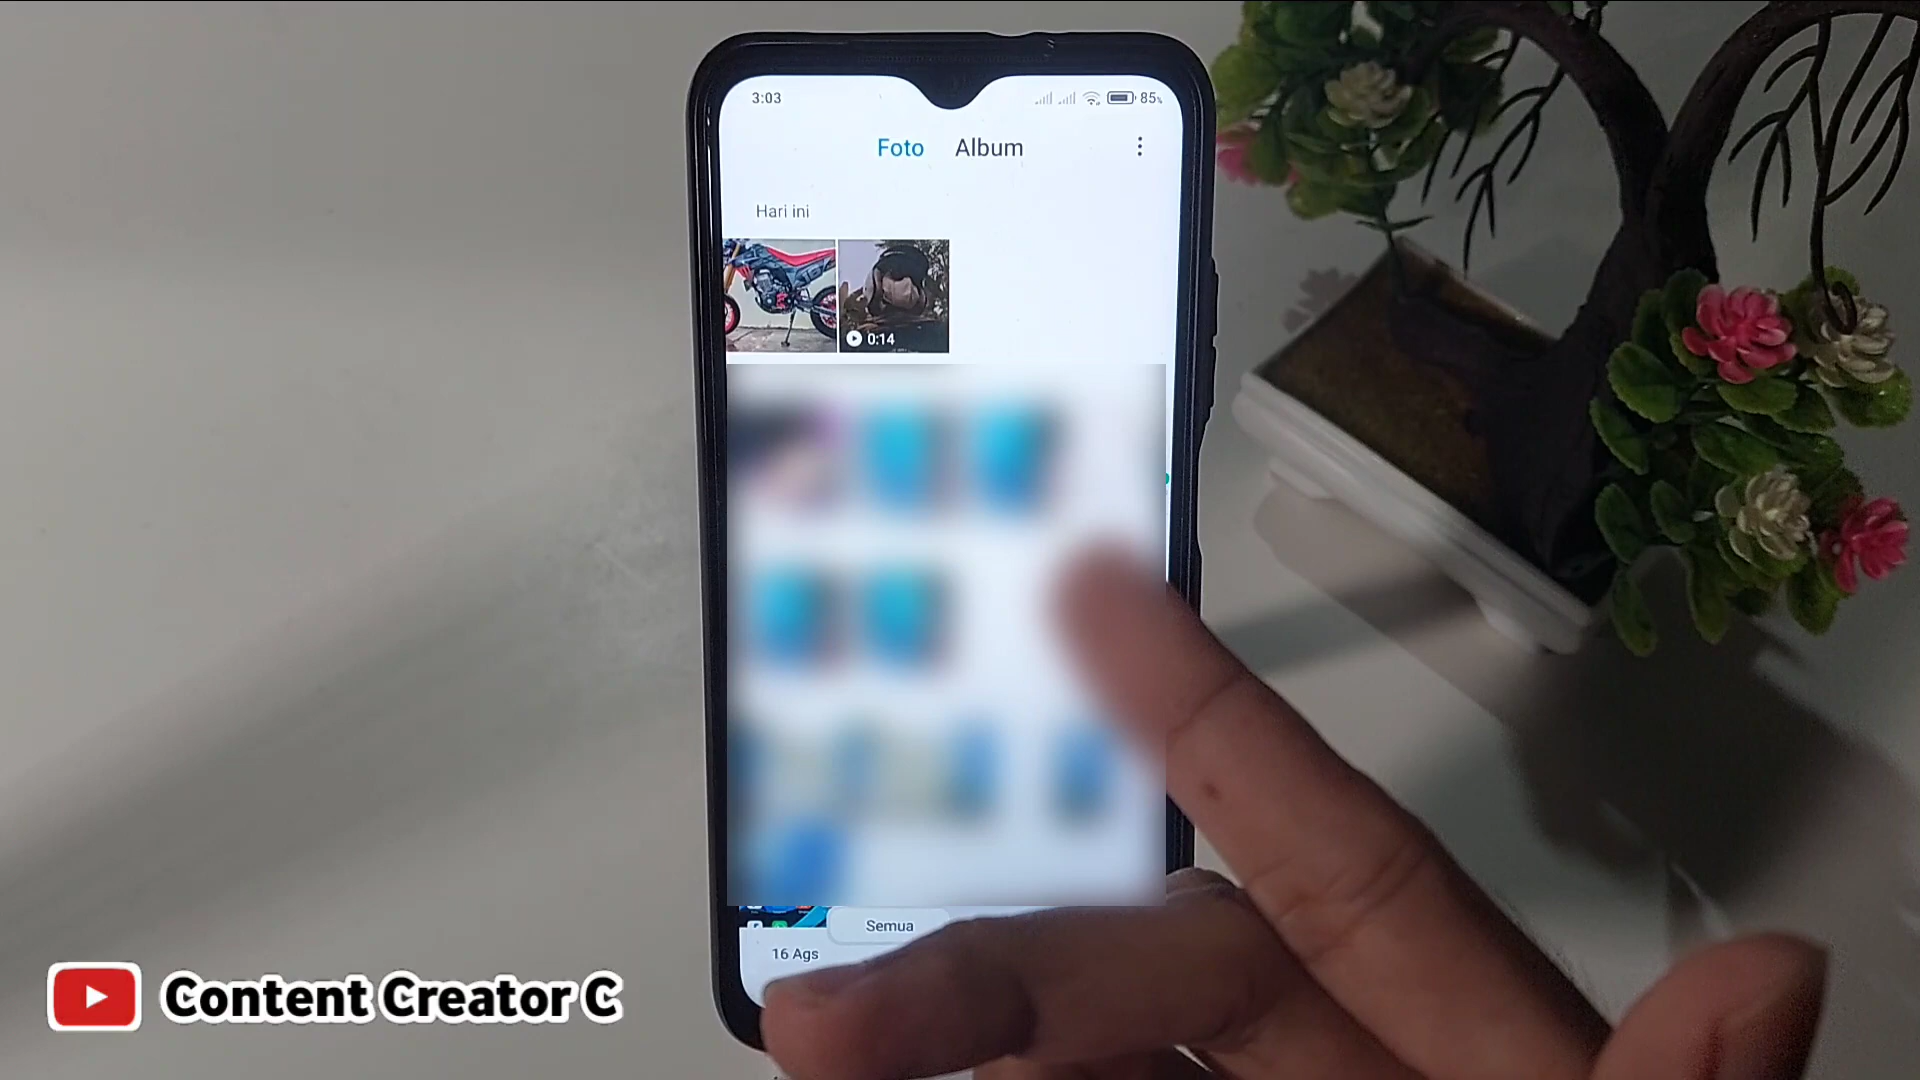 3:03
85%
Foto
Album
Hari ini
0:14
Semua
16 Ags
Content Creator C